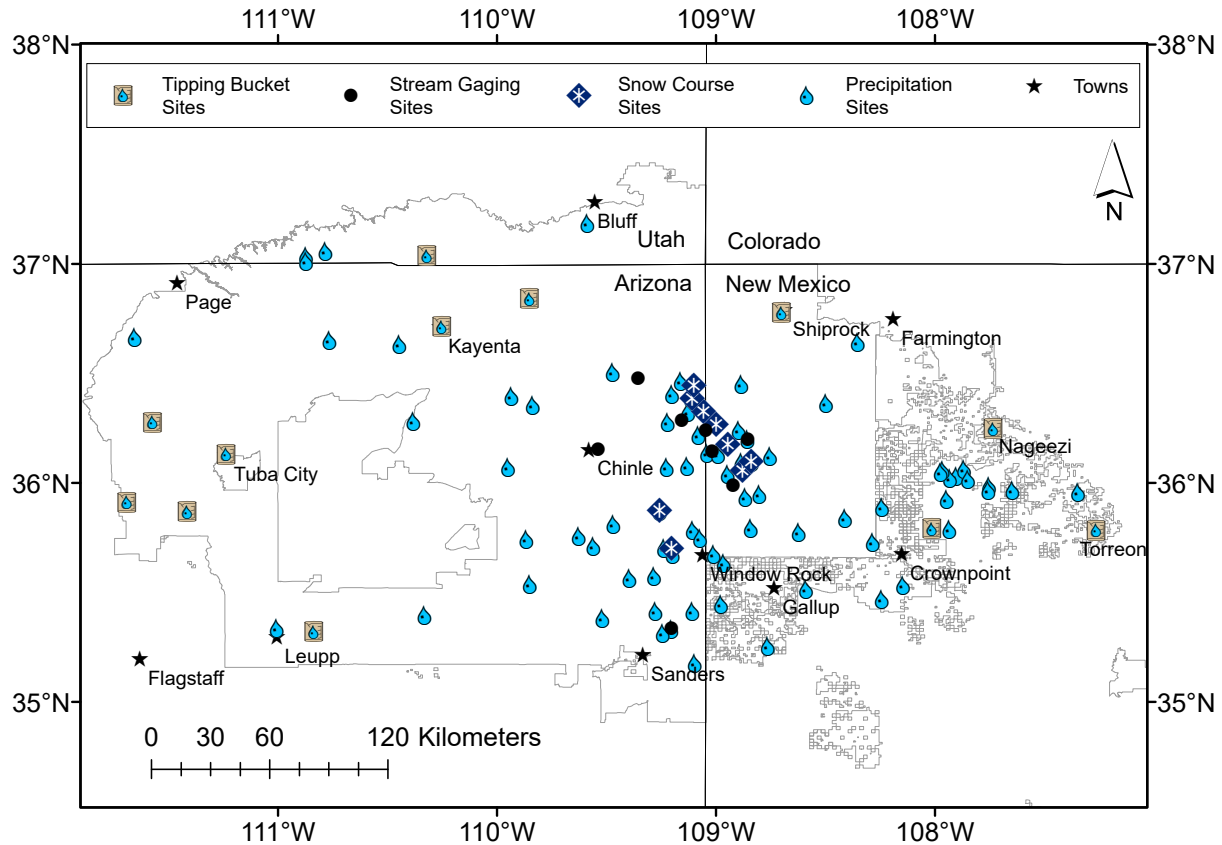 111°W 110°W 109°W 108°W
38°N 38°N
Tipping Bucket Sites
Stream Gaging Sites
Snow Course Sites
Precipitation Sites
Towns
N
Bluff
Utah Colorado
37°N 37°N
Arizona New Mexico
Page
Shiprock
Farmington
Kayenta
Nageezi
Chinle
Tuba City
36°N 36°N
Torreon
Window Rock
Crownpoint
Gallup
Leupp
Sanders
Flagstaff
35°N 35°N
0 30 60 120 Kilometers
111°W 110°W 109°W 108°W